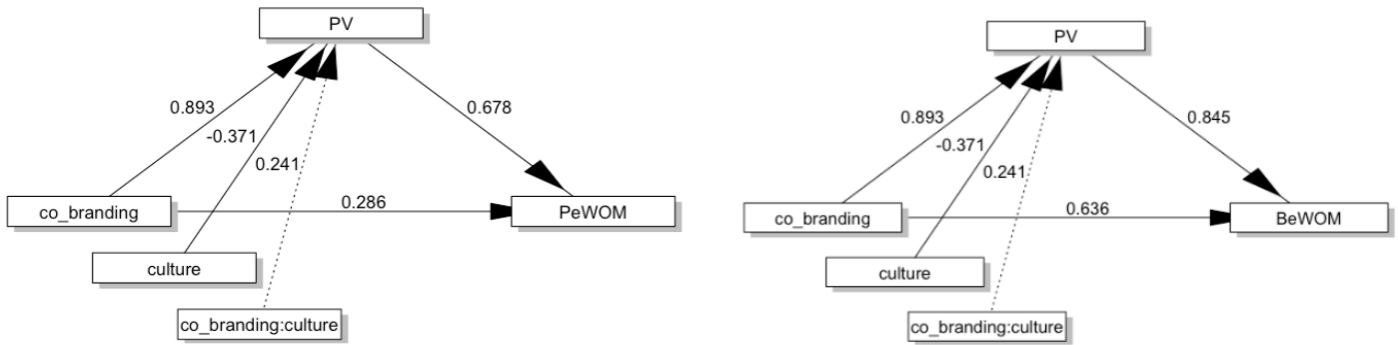 PV
0.893
0.678
-0.371
0.241
co_branding
0.286
PeWOM
culture
co_branding:culture
PV
0.893
0.845
-0.371
0.241
co_branding
0.636
BeWOM
culture
co_branding:culture